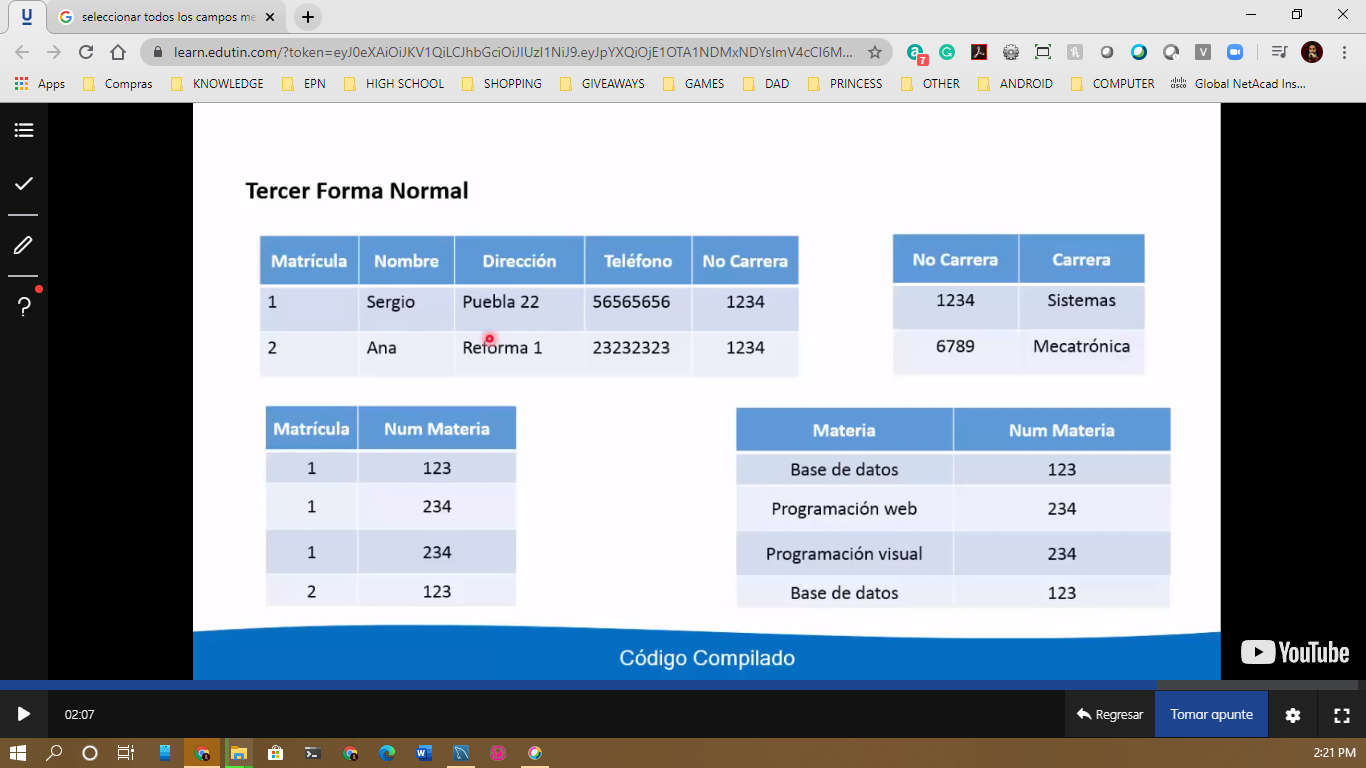 seleccionar todos los campos me
learn.edutin.com/?token=eyJ0eXAiOiJKV1QiLCJhbGciOiJIUzI1NiJ9.eyJpYXQiOjE1OTA1NDMxNDYsImV4cCI6M...
7
Apps Compras KNOWLEDGE EPN HIGH SCHOOL SHOPPING GIVEAWAYS GAMES DAD PRINCESS OTHER ANDROID COMPUTER Global NetAcad Ins...
Tercer Forma Normal
Matrícula Nombre Dirección Teléfono No Carrera
1 Sergio Puebla 22 56565656 1234
2 Ana Reforma 1 23232323 1234
No Carrera Carrera
1234 Sistemas
6789 Mecatrónica
Matrícula Num Materia
1 123
1 234
1 234
2 123
Materia Num Materia
Base de datos 123
Programación web 234
Programación visual 234
Base de datos 123
Código Compilado
YouTube
02:07
Regresar
Tomar apunte
2:21 PM